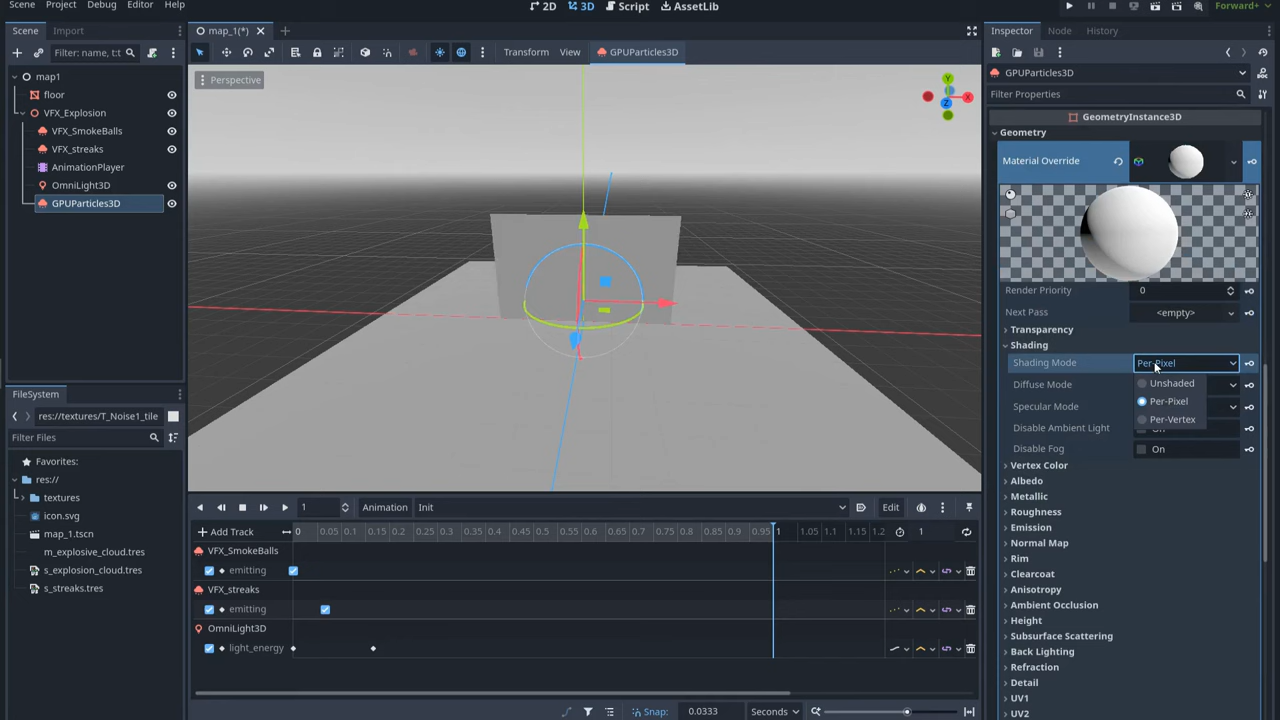 Scene Project Debug Editor Help
2D 3D Script AssetLib
Forward+
Scene Import
Filter: name, t:t
map1
floor
VFX_Explosion
VFX_SmokeBalls
VFX_streaks
AnimationPlayer
OmniLight3D
GPUParticles3D
FileSystem
res://textures/T_Noise1_tile
Filter Files
Favorites:
res://
textures
icon.svg
map_1.tscn
m_explosive_cloud.tres
s_explosion_cloud.tres
s_streaks.tres
map_1(*)
Transform View GPUParticles3D
Perspective
Y
X
Z
1 Animation Init Edit
Add Track 0 0.05 0.1 0.15 0.2 0.25 0.3 0.35 0.4 0.45 0.5 0.55 0.6 0.65 0.7 0.75 0.8 0.85 0.9 0.95 1 1.05 1.1 1.15 1.2 1
VFX_SmokeBalls
emitting
VFX_streaks
emitting
OmniLight3D
light_energy
Snap: 0.0333 Seconds
Inspector Node History
GPUParticles3D
Filter Properties
GeometryInstance3D
Geometry
Material Override
Render Priority 0
Next Pass <empty>
Transparency
Shading
Shading Mode Per-Pixel
Diffuse Mode Unshaded
Specular Mode Per-Pixel
Disable Ambient Light Per-Vertex
Disable Fog On
Vertex Color
Albedo
Metallic
Roughness
Emission
Normal Map
Rim
Clearcoat
Anisotropy
Ambient Occlusion
Height
Subsurface Scattering
Back Lighting
Refraction
Detail
UV1
UV2